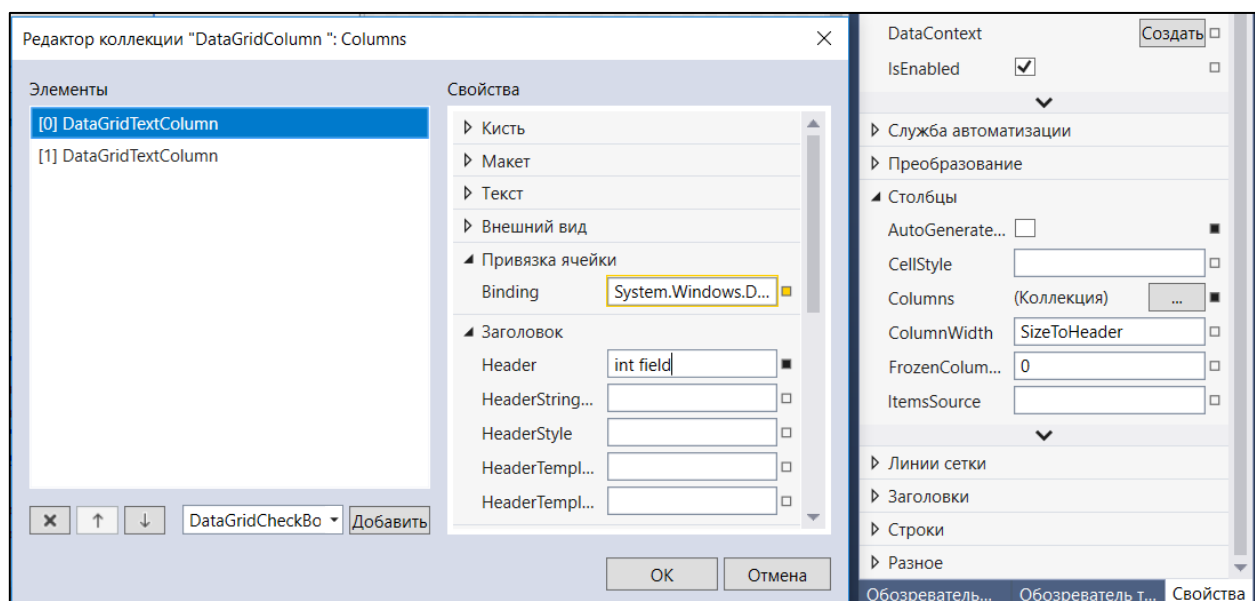 Редактор коллекции "DataGridColumn ": Columns
Элементы
[0] DataGridTextColumn
[1] DataGridTextColumn
DataGridCheckBo
Добавить
Свойства
Кисть
Макет
Текст
Внешний вид
Привязка ячейки
Binding System.Windows.D...
Заголовок
Header int field
HeaderString...
HeaderStyle
HeaderTempl...
HeaderTempl...
ОК Отмена
DataContext Создать
IsEnabled
Служба автоматизации
Преобразование
Столбцы
AutoGenerate...
CellStyle
Columns (Коллекция) ...
ColumnWidth SizeToHeader
FrozenColum... 0
ItemsSource
Линии сетки
Заголовки
Строки
Разное
Обозреватель... Обозреватель т... Свойства